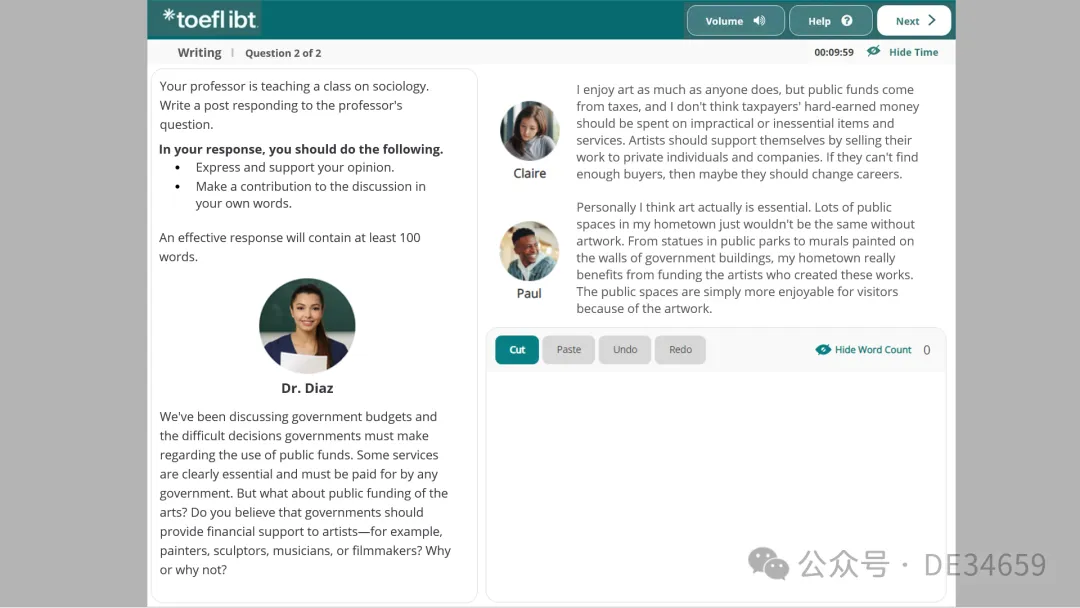 *toefl ibt.
Volume
Help
Next
Writing | Question 2 of 2
00:09:59
Hide Time
Your professor is teaching a class on sociology.
Write a post responding to the professor's
question.
In your response, you should do the following.
• Express and support your opinion.
• Make a contribution to the discussion in
your own words.
An effective response will contain at least 100
words.
Dr. Diaz
We've been discussing government budgets and
the difficult decisions governments must make
regarding the use of public funds. Some services
are clearly essential and must be paid for by any
government. But what about public funding of the
arts? Do you believe that governments should
provide financial support to artists—for example,
painters, sculptors, musicians, or filmmakers? Why
or why not?
I enjoy art as much as anyone does, but public funds come
from taxes, and I don't think taxpayers' hard-earned money
should be spent on impractical or inessential items and
services. Artists should support themselves by selling their
work to private individuals and companies. If they can't find
enough buyers, then maybe they should change careers.
Claire
Personally I think art actually is essential. Lots of public
spaces in my hometown just wouldn't be the same without
artwork. From statues in public parks to murals painted on
the walls of government buildings, my hometown really
benefits from funding the artists who created these works.
The public spaces are simply more enjoyable for visitors
because of the artwork.
Paul
Cut
Paste
Undo
Redo
Hide Word Count 0
公众号 · DE34659